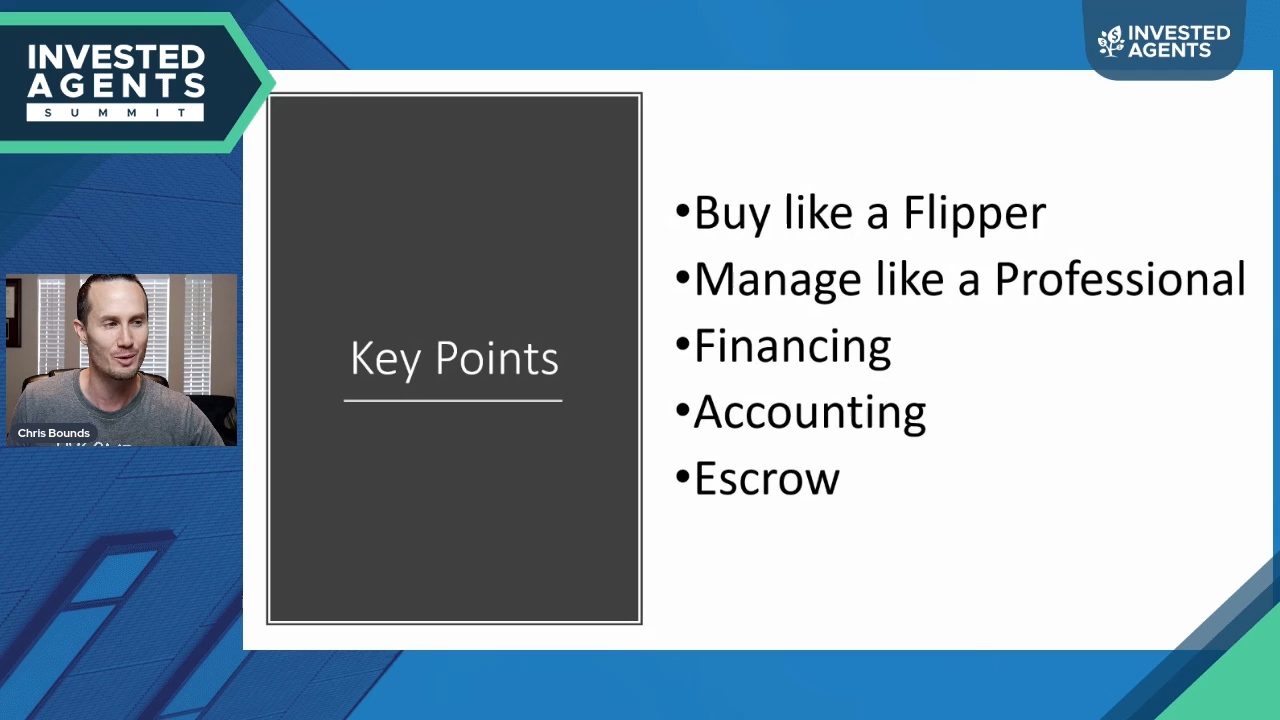 INVESTED
AGENTS
SUMMIT
INVESTED
AGENTS
Key Points
•Buy like a Flipper
•Manage like a Professional
•Financing
•Accounting
•Escrow
Chris Bounds